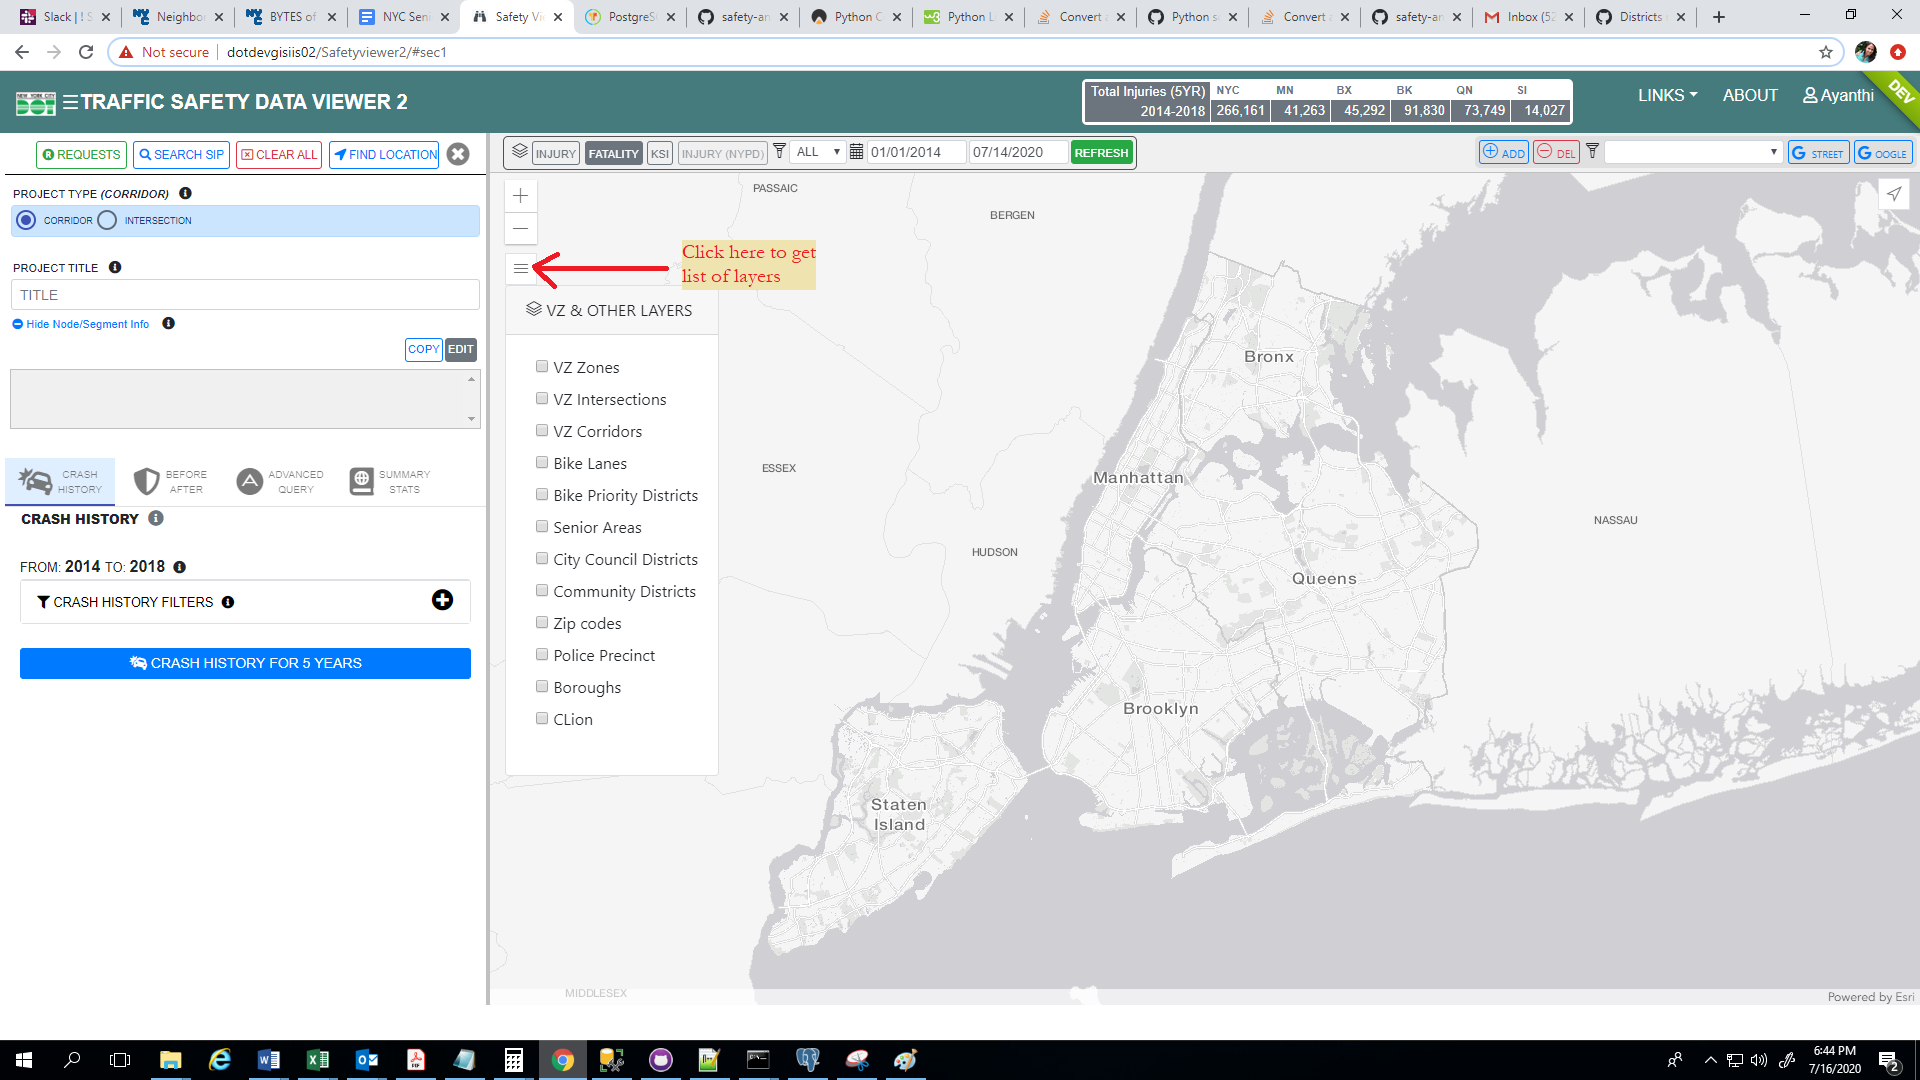 Slack | ! S
Neighbor
BYTES of
NYC Seni
Safety Vi
PostgreS
safety-an
Python C
Python L
Convert
Python s
Convert
safety-an
Inbox (52
Districts
Not secure
dotdevgisiis02/Safetyviewer2/#sec1
TRAFFIC SAFETY DATA VIEWER 2
Total Injuries (5YR) NYC MN BX BK QN SI
2014-2018 266,161 41,263 45,292 91,830 73,749 14,027
LINKS ABOUT Ayanthi
DEV
REQUESTS SEARCH SIP CLEAR ALL FIND LOCATION
INJURY FATALITY KSI INJURY (NYPD) ALL 01/01/2014 07/14/2020 REFRESH
ADD DEL G STREET G OOGLE
PROJECT TYPE (CORRIDOR)
CORRIDOR INTERSECTION
PROJECT TITLE
TITLE
Hide Node/Segment Info
COPY EDIT
CRASH HISTORY
BEFORE AFTER
ADVANCED QUERY
SUMMARY STATS
CRASH HISTORY
FROM: 2014 TO: 2018
CRASH HISTORY FILTERS
CRASH HISTORY FOR 5 YEARS
Click here to get
list of layers
VZ & OTHER LAYERS
VZ Zones
VZ Intersections
VZ Corridors
Bike Lanes
Bike Priority Districts
Senior Areas
City Council Districts
Community Districts
Zip codes
Police Precinct
Boroughs
CLion
PASSAIC
BERGEN
Bronx
ESSEX
Manhattan
NASSAU
HUDSON
Queens
Brooklyn
Staten
Island
MIDDLESEX
Powered by Esri
6:44 PM
7/16/2020
2